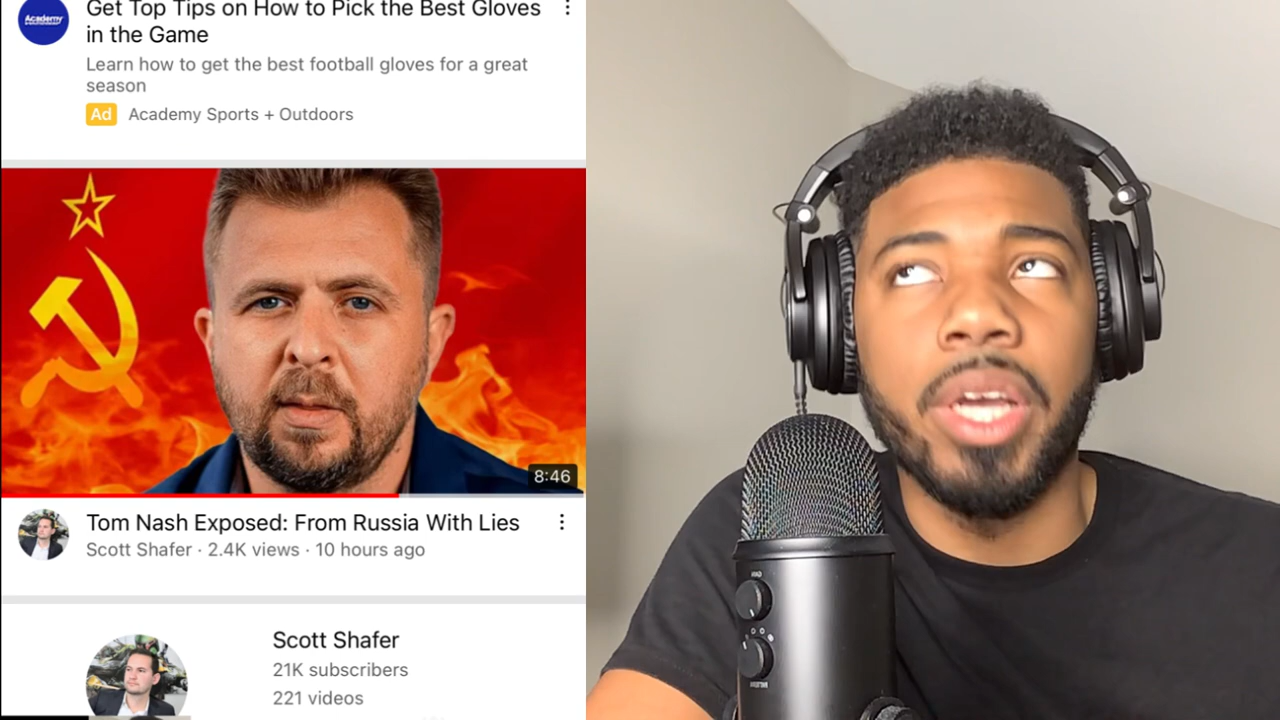 Academy
Get Top Tips on How to Pick the Best Gloves
in the Game
Learn how to get the best football gloves for a great
season
Ad Academy Sports + Outdoors
8:46
Tom Nash Exposed: From Russia With Lies
Scott Shafer · 2.4K views · 10 hours ago
Scott Shafer
21K subscribers
221 videos